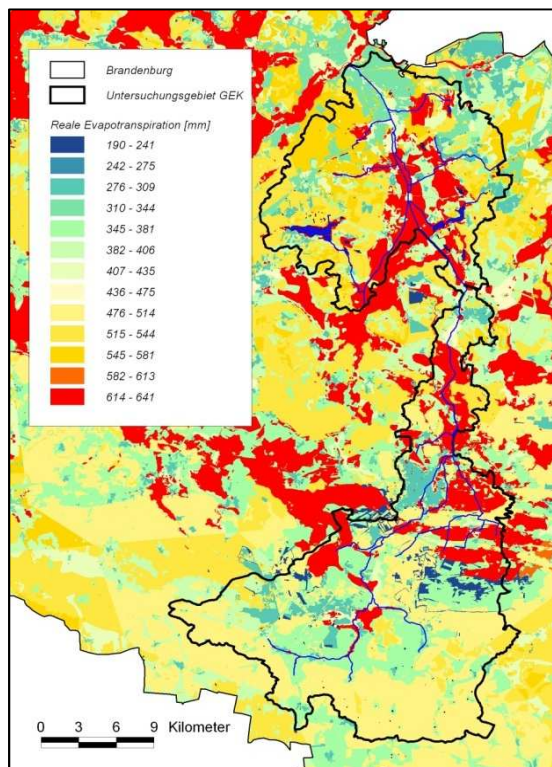 Brandenburg
Untersuchungsgebiet GEK
Reale Evapotranspiration [mm]
190 - 241
242 - 275
276 - 309
310 - 344
345 - 381
382 - 406
407 - 435
436 - 475
476 - 514
515 - 544
545 - 581
582 - 613
614 - 641
0 3 6 9 Kilometer